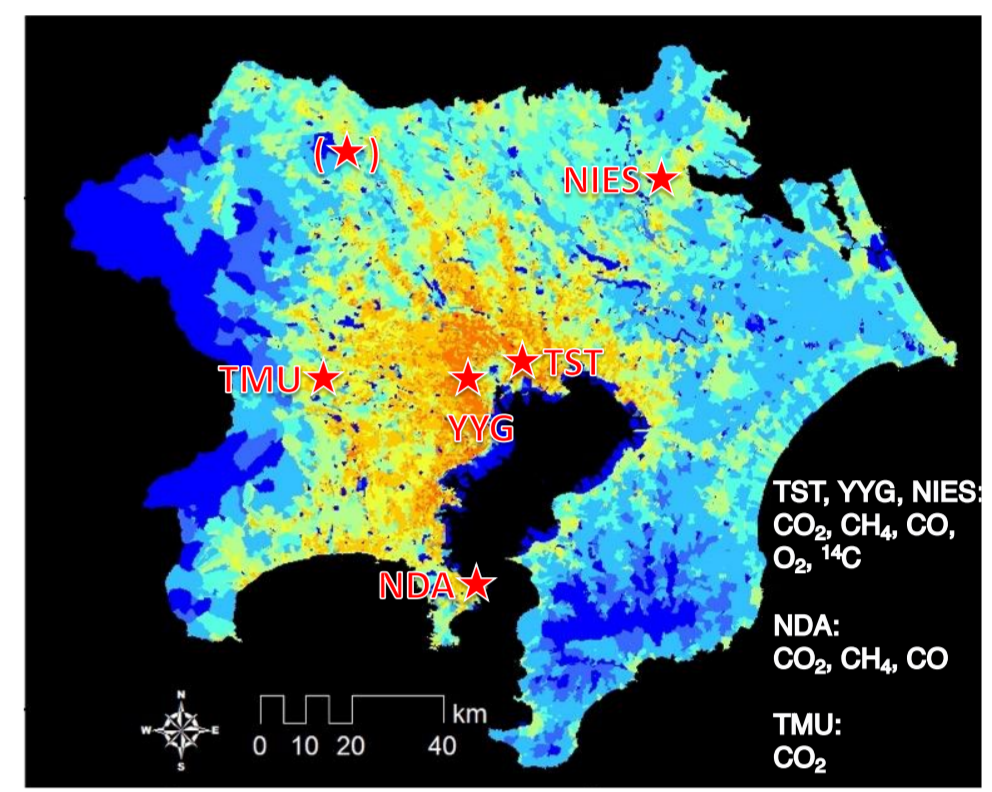 ( )
NIES
TMU
TST
YYG
NDA
TST, YYG, NIES:
CO₂, CH₄, CO,
O₂, ¹⁴C
NDA:
CO₂, CH₄, CO
TMU:
CO₂
N
W E
S
km
0 10 20 40